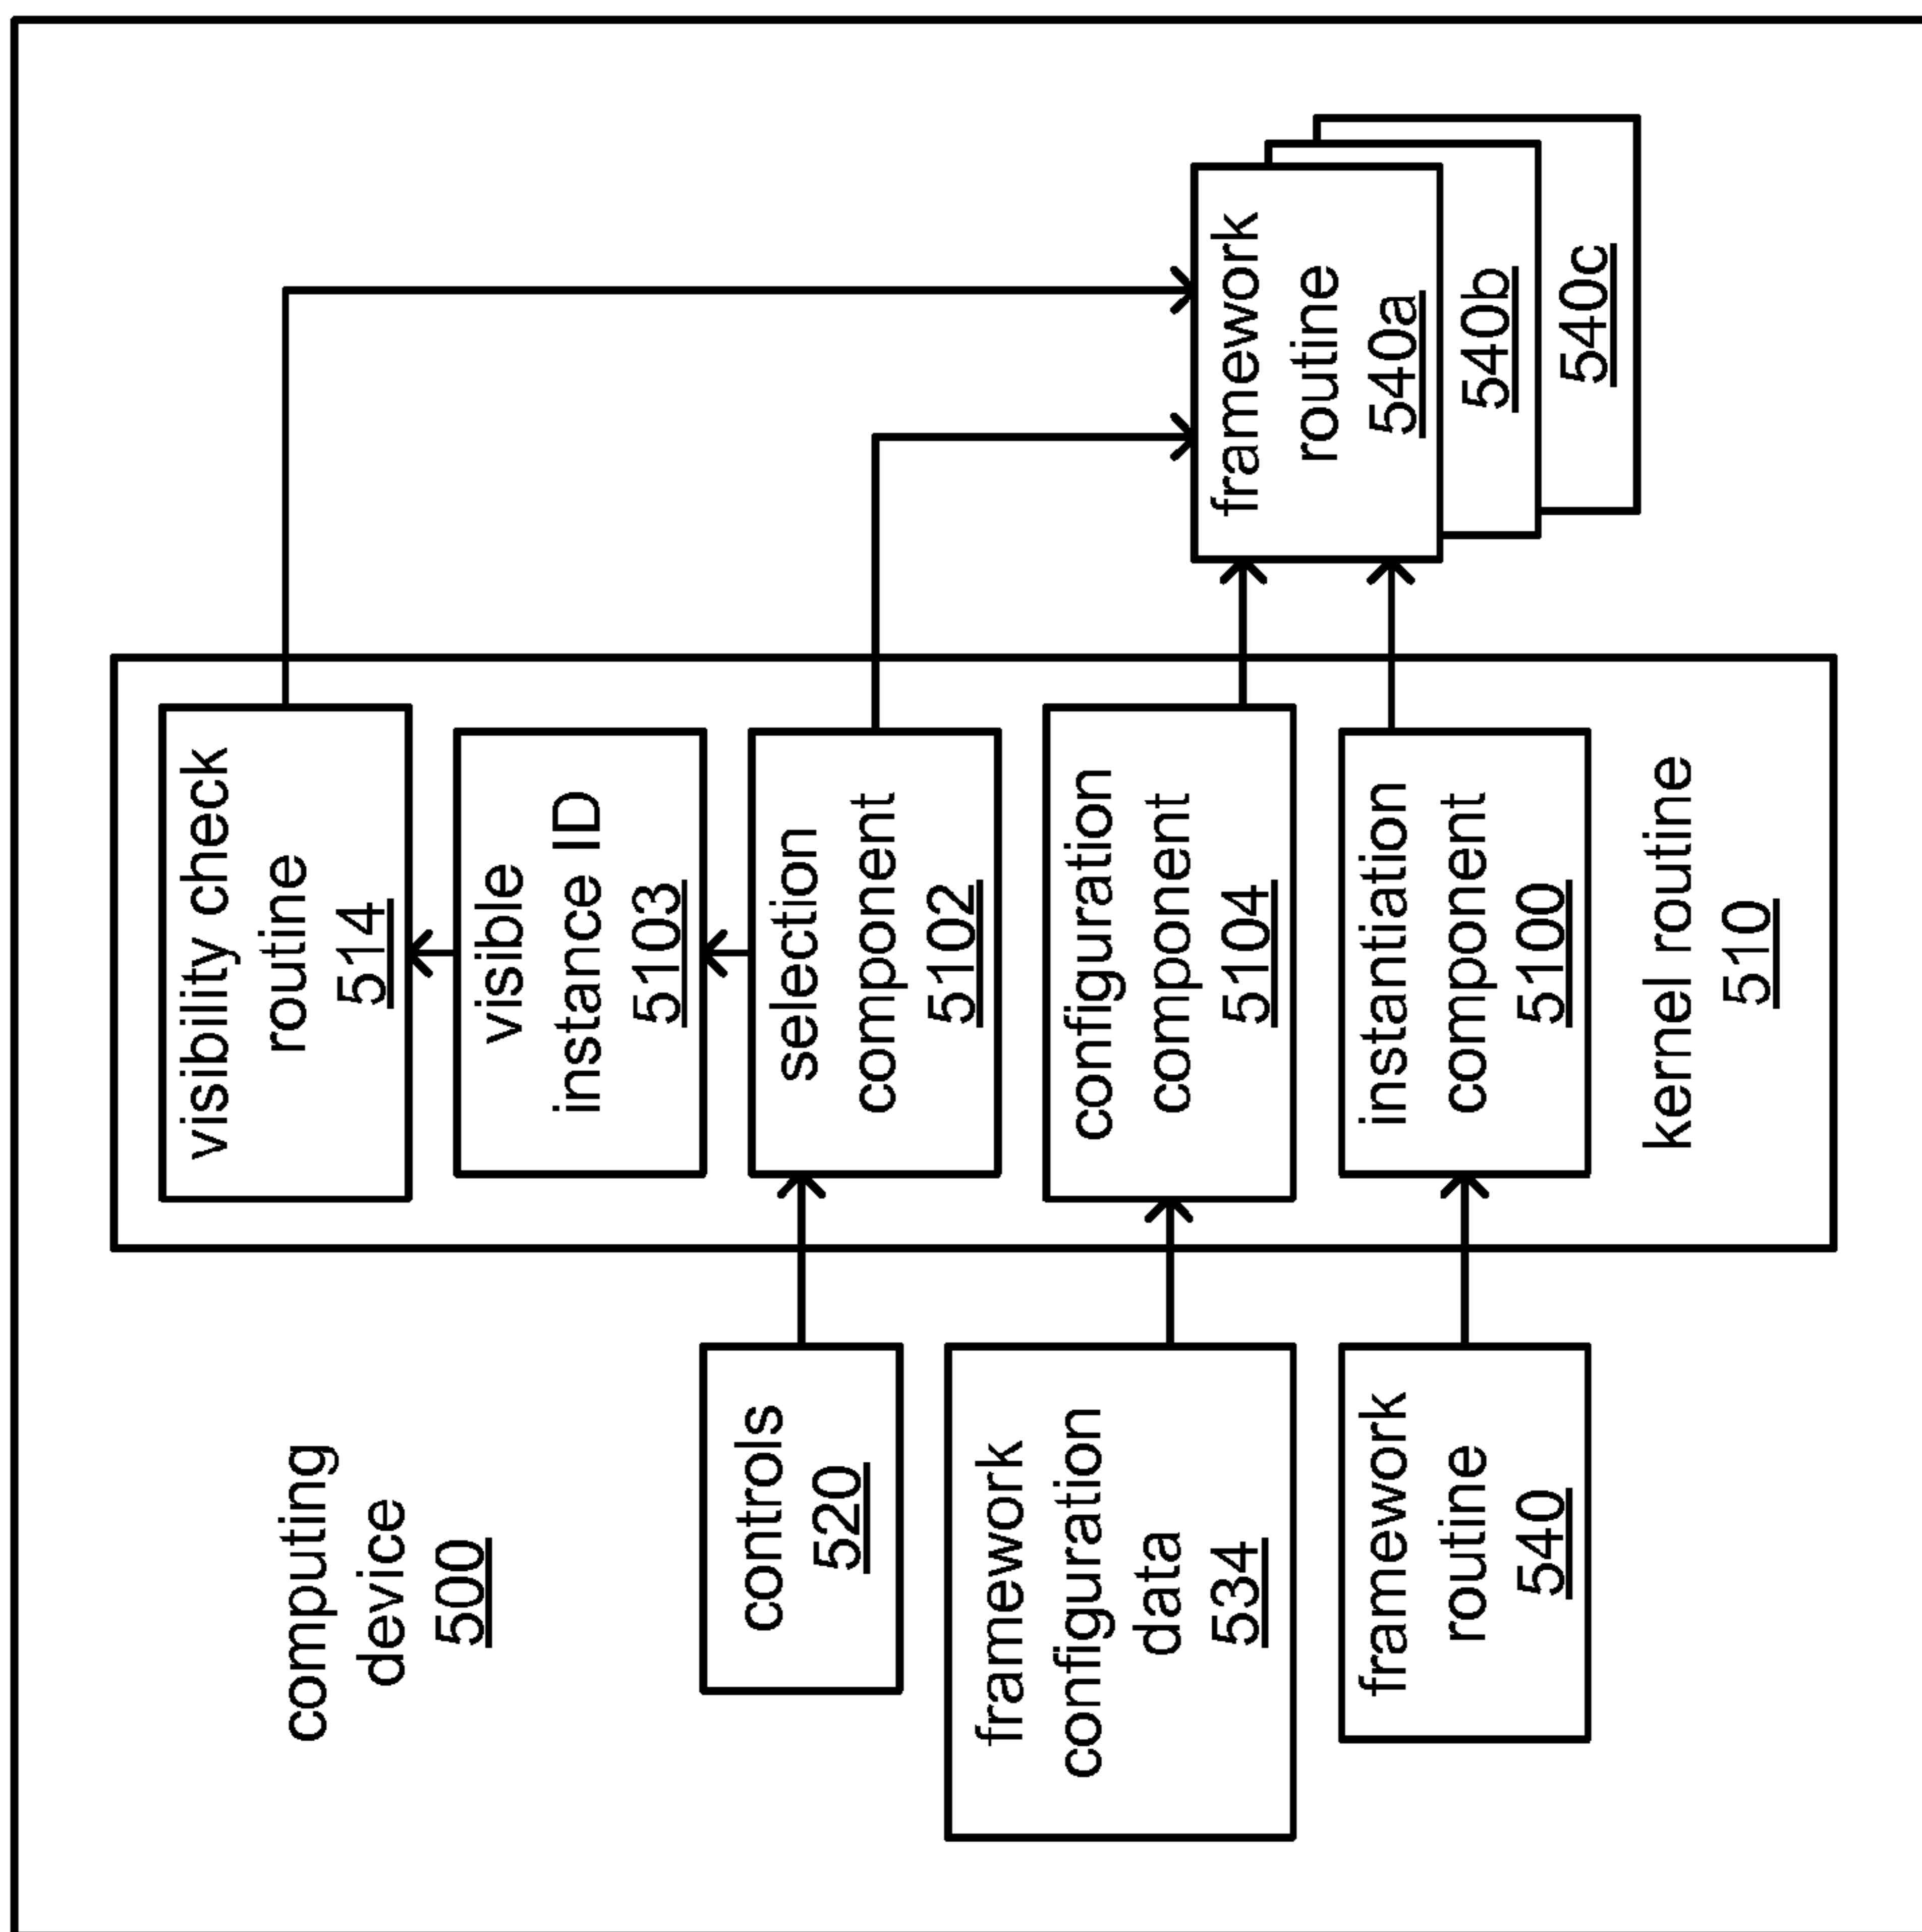 computing
device
500
controls
520
framework
configuration
data
534
framework
routine
540
visibility check
routine
514
visible
instance ID
5103
selection
component
5102
configuration
component
5104
instantiation
component
5100
kernel routine
510
framework
routine
540a
540b
540c